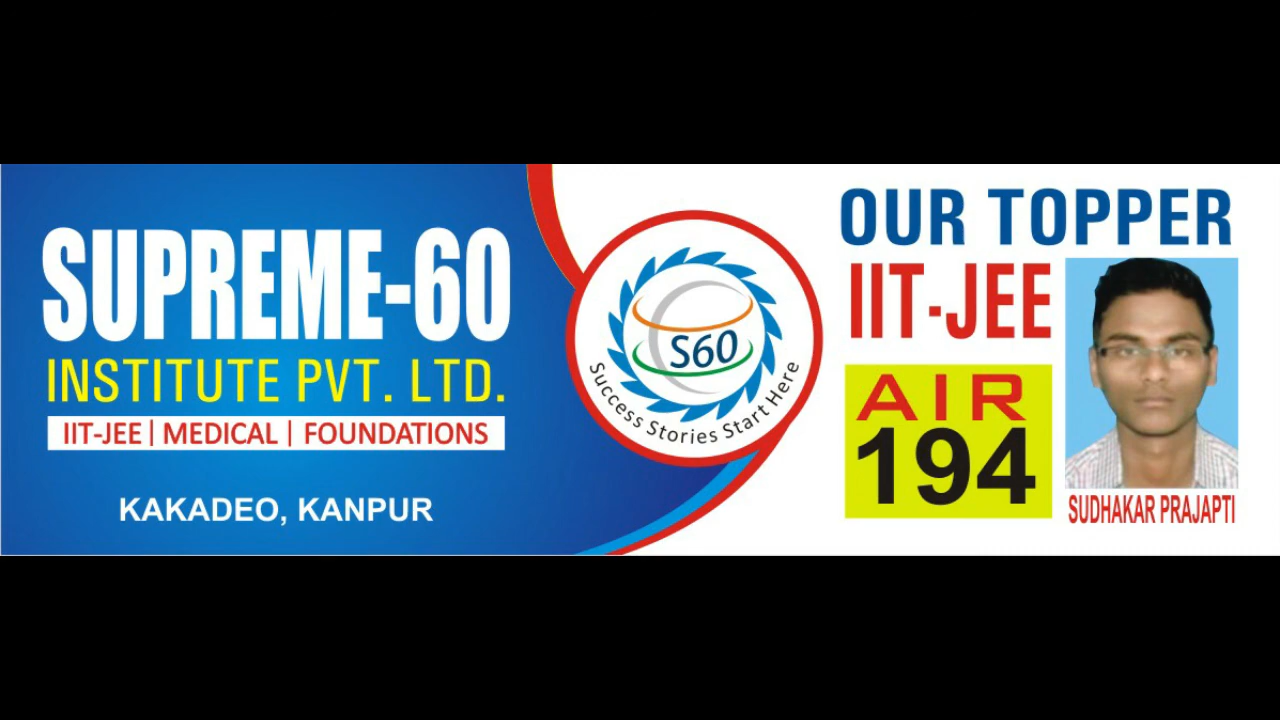 SUPREME-60
INSTITUTE PVT. LTD.
IIT-JEE | MEDICAL | FOUNDATIONS
KAKADEO, KANPUR
S60
Success Stories Start Here
OUR TOPPER
IIT-JEE
AIR
194
SUDHAKAR PRAJAPTI